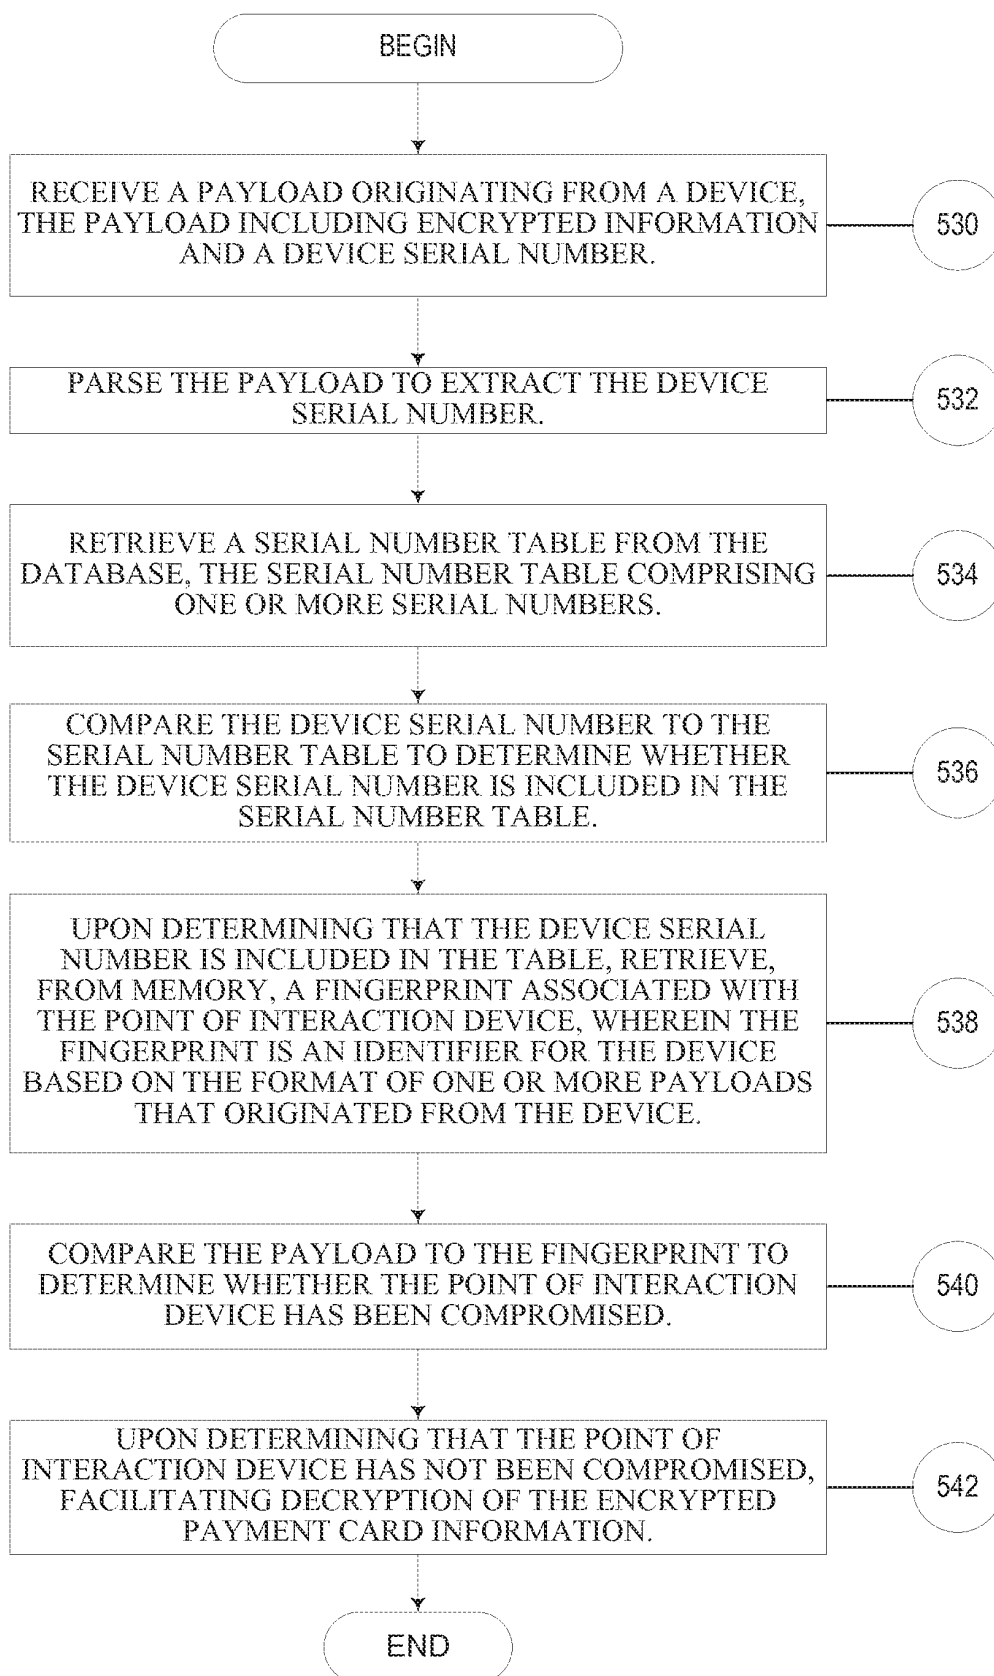 BEGIN
RECEIVE A PAYLOAD ORIGINATING FROM A DEVICE,
THE PAYLOAD INCLUDING ENCRYPTED INFORMATION
AND A DEVICE SERIAL NUMBER.
530
PARSE THE PAYLOAD TO EXTRACT THE DEVICE
SERIAL NUMBER.
532
RETRIEVE A SERIAL NUMBER TABLE FROM THE
DATABASE, THE SERIAL NUMBER TABLE COMPRISING
ONE OR MORE SERIAL NUMBERS.
534
COMPARE THE DEVICE SERIAL NUMBER TO THE
SERIAL NUMBER TABLE TO DETERMINE WHETHER
THE DEVICE SERIAL NUMBER IS INCLUDED IN THE
SERIAL NUMBER TABLE.
536
UPON DETERMINING THAT THE DEVICE SERIAL
NUMBER IS INCLUDED IN THE TABLE, RETRIEVE,
FROM MEMORY, A FINGERPRINT ASSOCIATED WITH
THE POINT OF INTERACTION DEVICE, WHEREIN THE
FINGERPRINT IS AN IDENTIFIER FOR THE DEVICE
BASED ON THE FORMAT OF ONE OR MORE PAYLOADS
THAT ORIGINATED FROM THE DEVICE.
538
COMPARE THE PAYLOAD TO THE FINGERPRINT TO
DETERMINE WHETHER THE POINT OF INTERACTION
DEVICE HAS BEEN COMPROMISED.
540
UPON DETERMINING THAT THE POINT OF
INTERACTION DEVICE HAS NOT BEEN COMPROMISED,
FACILITATING DECRYPTION OF THE ENCRYPTED
PAYMENT CARD INFORMATION.
542
END